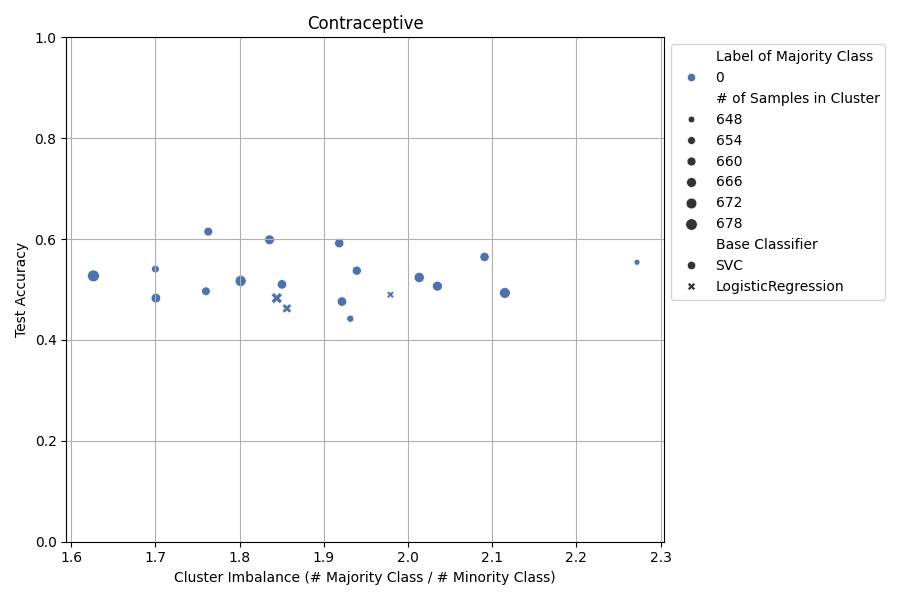 Contraceptive
Test Accuracy
1.0
0.8
0.6
0.4
0.2
0.0
1.6 1.7 1.8 1.9 2.0 2.1 2.2 2.3
Cluster Imbalance (# Majority Class / # Minority Class)
Label of Majority Class
0
# of Samples in Cluster
648
654
660
666
672
678
Base Classifier
SVC
LogisticRegression